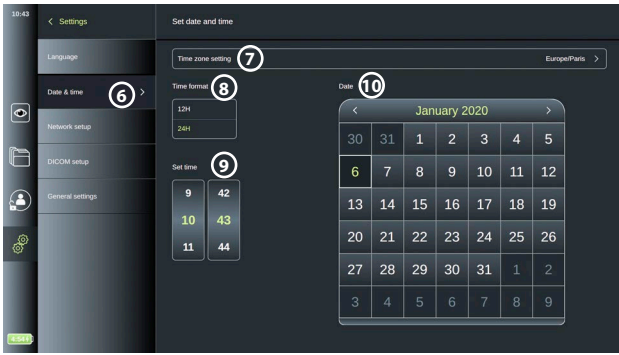 10:43
< Settings
Set date and time
Language
Time zone setting 7 Europe/Paris >
Date & time 6 >
Time format 8
12H
24H
Date 10
< January 2020 >
30 31 1 2 3 4 5
6 7 8 9 10 11 12
13 14 15 16 17 18 19
20 21 22 23 24 25 26
27 28 29 30 31 1 2
3 4 5 6 7 8 9
Network setup
DICOM setup
General settings
Set time 9
9 42
10 43
11 44
4:54